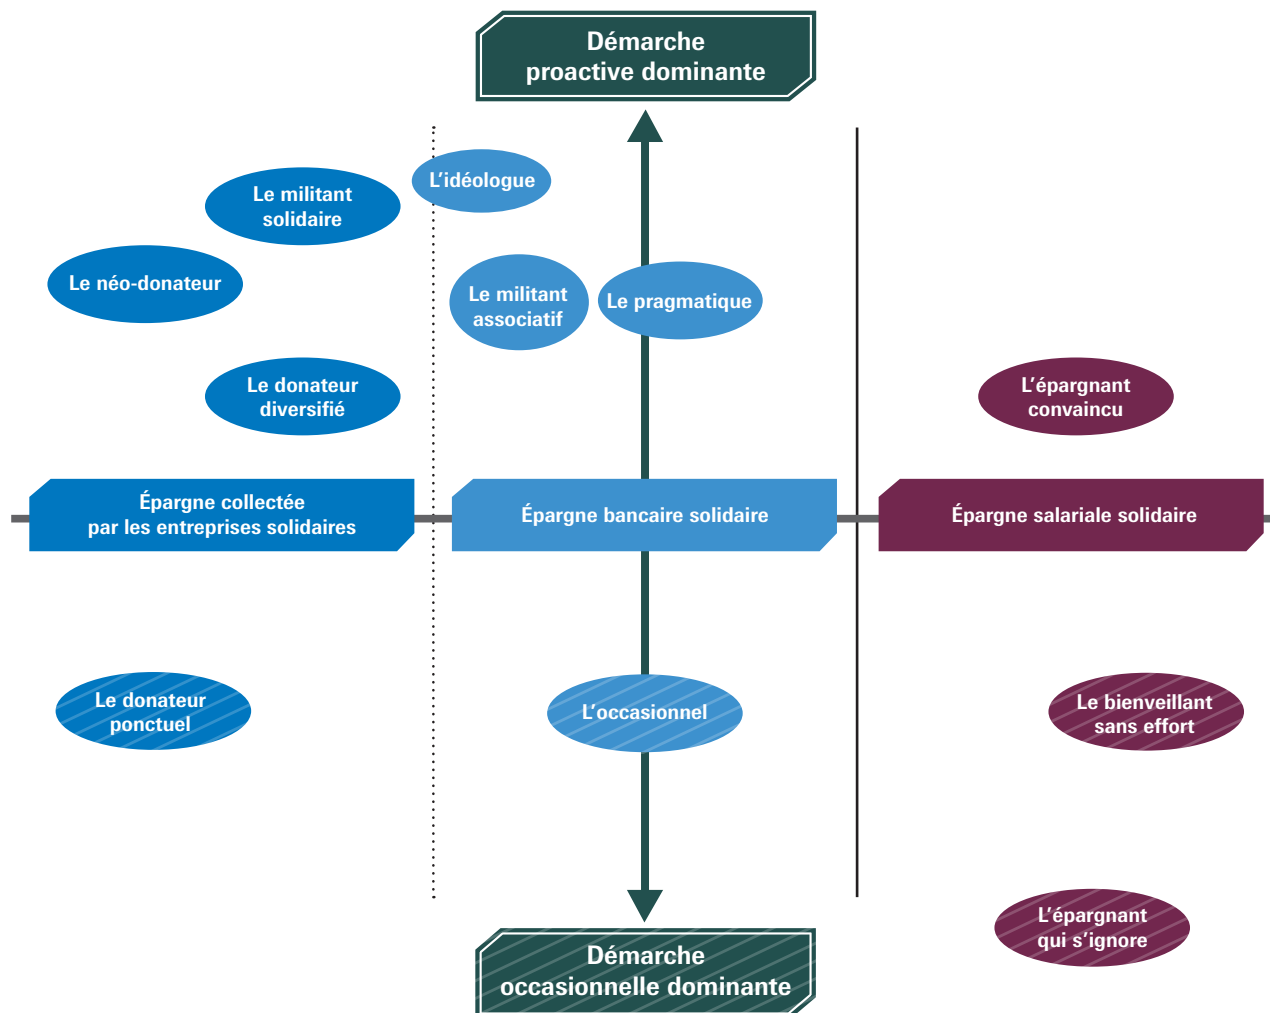 Démarche
proactive dominante
L'idéologue
Le militant
solidaire
Le néo-donateur
Le militant
associatif
Le pragmatique
Le donateur
diversifié
L'épargnant
convaincu
Épargne collectée
par les entreprises solidaires
Épargne bancaire solidaire
Épargne salariale solidaire
Le donateur
ponctuel
L'occasionnel
Le bienveillant
sans effort
L'épargnant
qui s'ignore
Démarche
occasionnelle dominante